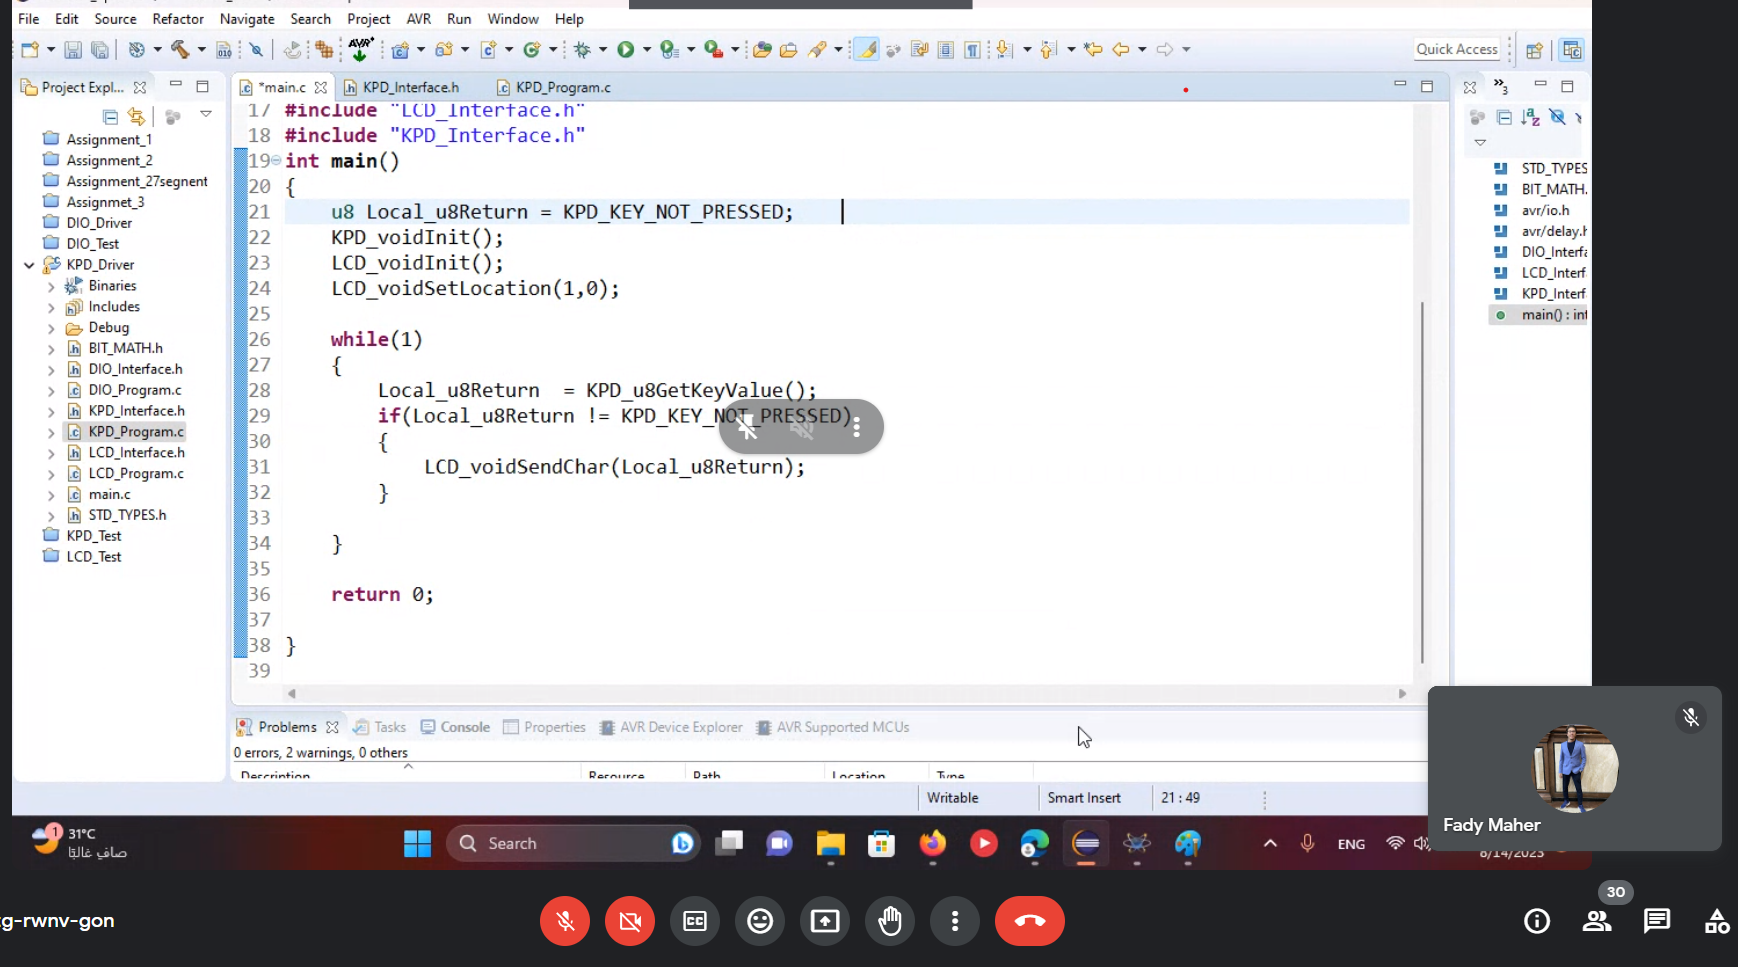 File Edit Source Refactor Navigate Search Project AVR Run Window Help
AVR
010
Quick Access
Project Expl...
*main.c
KPD_Interface.h
KPD_Program.c
3
Assignment_1
Assignment_2
Assignment_27segnent
Assignmet_3
DIO_Driver
DIO_Test
KPD_Driver
Binaries
Includes
Debug
BIT_MATH.h
DIO_Interface.h
DIO_Program.c
KPD_Interface.h
KPD_Program.c
LCD_Interface.h
LCD_Program.c
main.c
STD_TYPES.h
KPD_Test
LCD_Test
17 #include "LCD_Interface.h"
18 #include "KPD_Interface.h"
19 int main()
20 {
21 u8 Local_u8Return = KPD_KEY_NOT_PRESSED;
22 KPD_voidInit();
23 LCD_voidInit();
24 LCD_voidSetLocation(1,0);
25
26 while(1)
27 {
28 Local_u8Return = KPD_u8GetKeyValue();
29 if(Local_u8Return != KPD_KEY_NOT_PRESSED)
30 {
31 LCD_voidSendChar(Local_u8Return);
32 }
33
34 }
35
36 return 0;
37
38 }
39
STD_TYPES
BIT_MATH.
avr/io.h
avr/delay.h
DIO_Interfa
LCD_Interf
KPD_Interf
main() : int
Problems Tasks Console Properties AVR Device Explorer AVR Supported MCUs
0 errors, 2 warnings, 0 others
Description Resource Path Location Type
Writable Smart Insert 21 : 49
1
31°C
صافٍ غالبًا
Search
ENG
8/14/2023
Fady Maher
g-rwnv-gon
CC
30